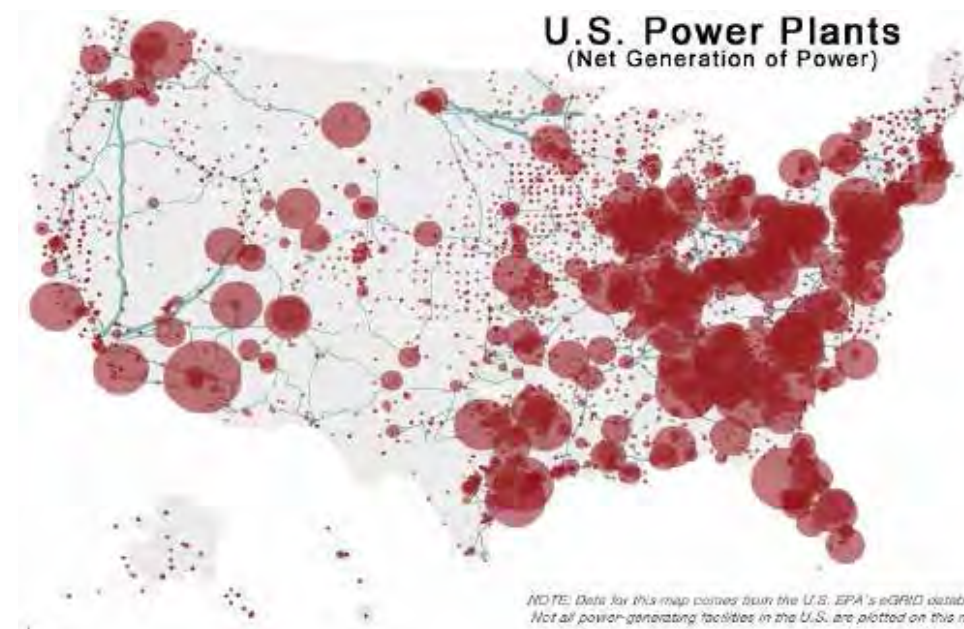 U.S. Power Plants
(Net Generation of Power)
NOTE: Data for this map comes from the U.S. EPA's eGRID datab
Not all power-generating facilities in the U.S. are plotted on this m